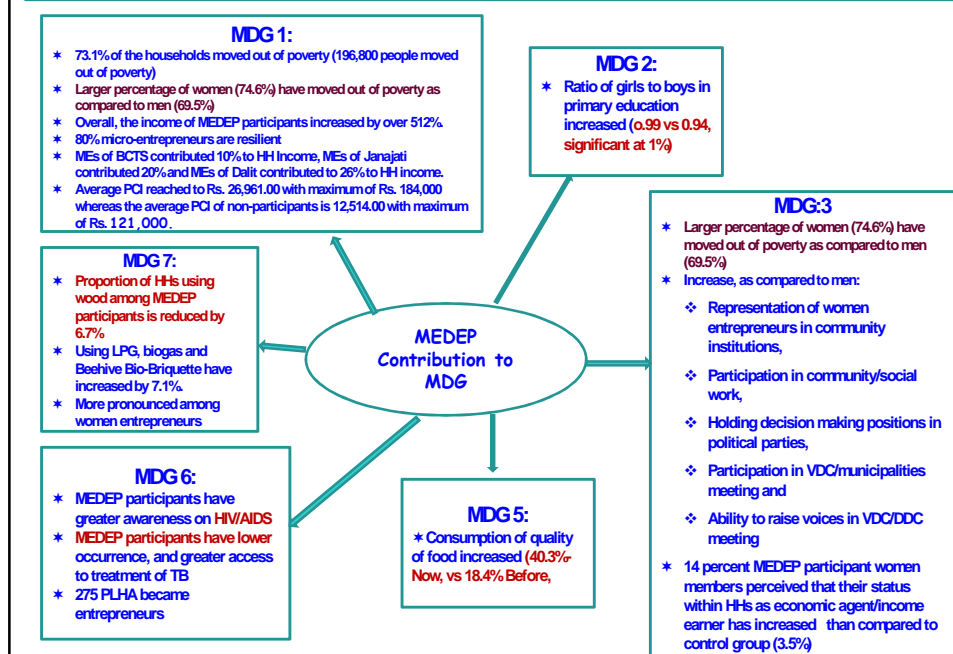 MDG 1:
✶ 73.1% of the households moved out of poverty (196,800 people moved
out of poverty)
✶ Larger percentage of women (74.6%) have moved out of poverty as
compared to men (69.5%)
✶ Overall, the income of MEDEP participants increased by over 512%.
✶ 80% micro-entrepreneurs are resilient
✶ MEs of BCTS contributed 10% to HH Income, MEs of Janajati
contributed 20% and MEs of Dalit contributed to 26% to HH income.
✶ Average PCI reached to Rs. 26,961.00 with maximum of Rs. 184,000
whereas the average PCI of non-participants is 12,514.00 with maximum
of Rs. 121,000.
MDG 2:
✶ Ratio of girls to boys in
primary education
increased (o.99 vs 0.94,
significant at 1%)
MDG:3
✶ Larger percentage of women (74.6%) have
moved out of poverty as compared to men
(69.5%)
✶ Increase, as compared to men:
❖ Representation of women
entrepreneurs in community
institutions,
❖ Participation in community/social
work,
❖ Holding decision making positions in
political parties,
❖ Participation in VDC/municipalities
meeting and
❖ Ability to raise voices in VDC/DDC
meeting
✶ 14 percent MEDEP participant women
members perceived that their status
within HHs as economic agent/income
earner has increased than compared to
control group (3.5%)
MDG 7:
✶ Proportion of HHs using
wood among MEDEP
participants is reduced by
6.7%
✶ Using LPG, biogas and
Beehive Bio-Briquette have
increased by 7.1%.
✶ More pronounced among
women entrepreneurs
MEDEP
Contribution to
MDG
MDG 6:
✶ MEDEP participants have
greater awareness on HIV/AIDS
✶ MEDEP participants have lower
occurrence, and greater access
to treatment of TB
✶ 275 PLHA became
entrepreneurs
MDG 5:
✶ Consumption of quality
of food increased (40.3%-
Now, vs 18.4% Before,